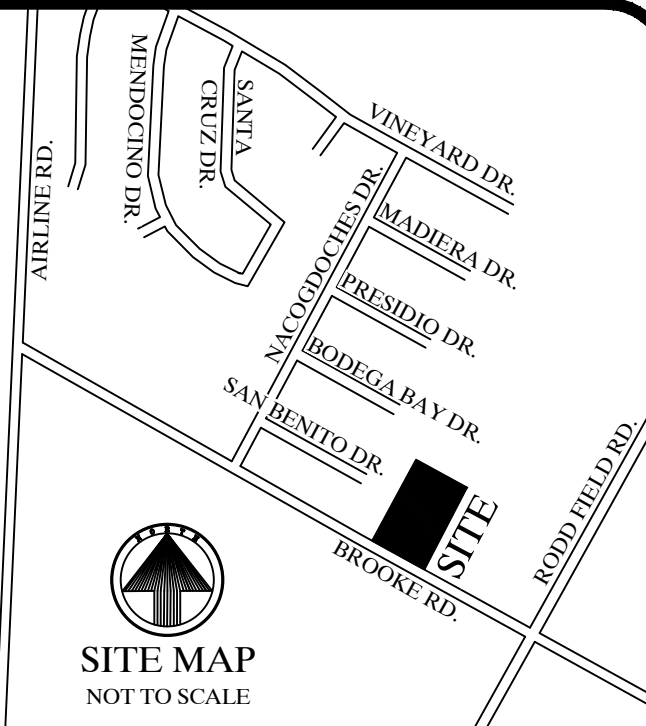 AIRLINE RD.
MENDOCINO DR.
SANTA
CRUZ DR.
VINEYARD DR.
NACOGDOCHES DR.
MADIERA DR.
PRESIDIO DR.
BODEGA BAY DR.
SAN BENITO DR.
SITE
BROOKE RD.
RODD FIELD RD.
NORTH
SITE MAP
NOT TO SCALE